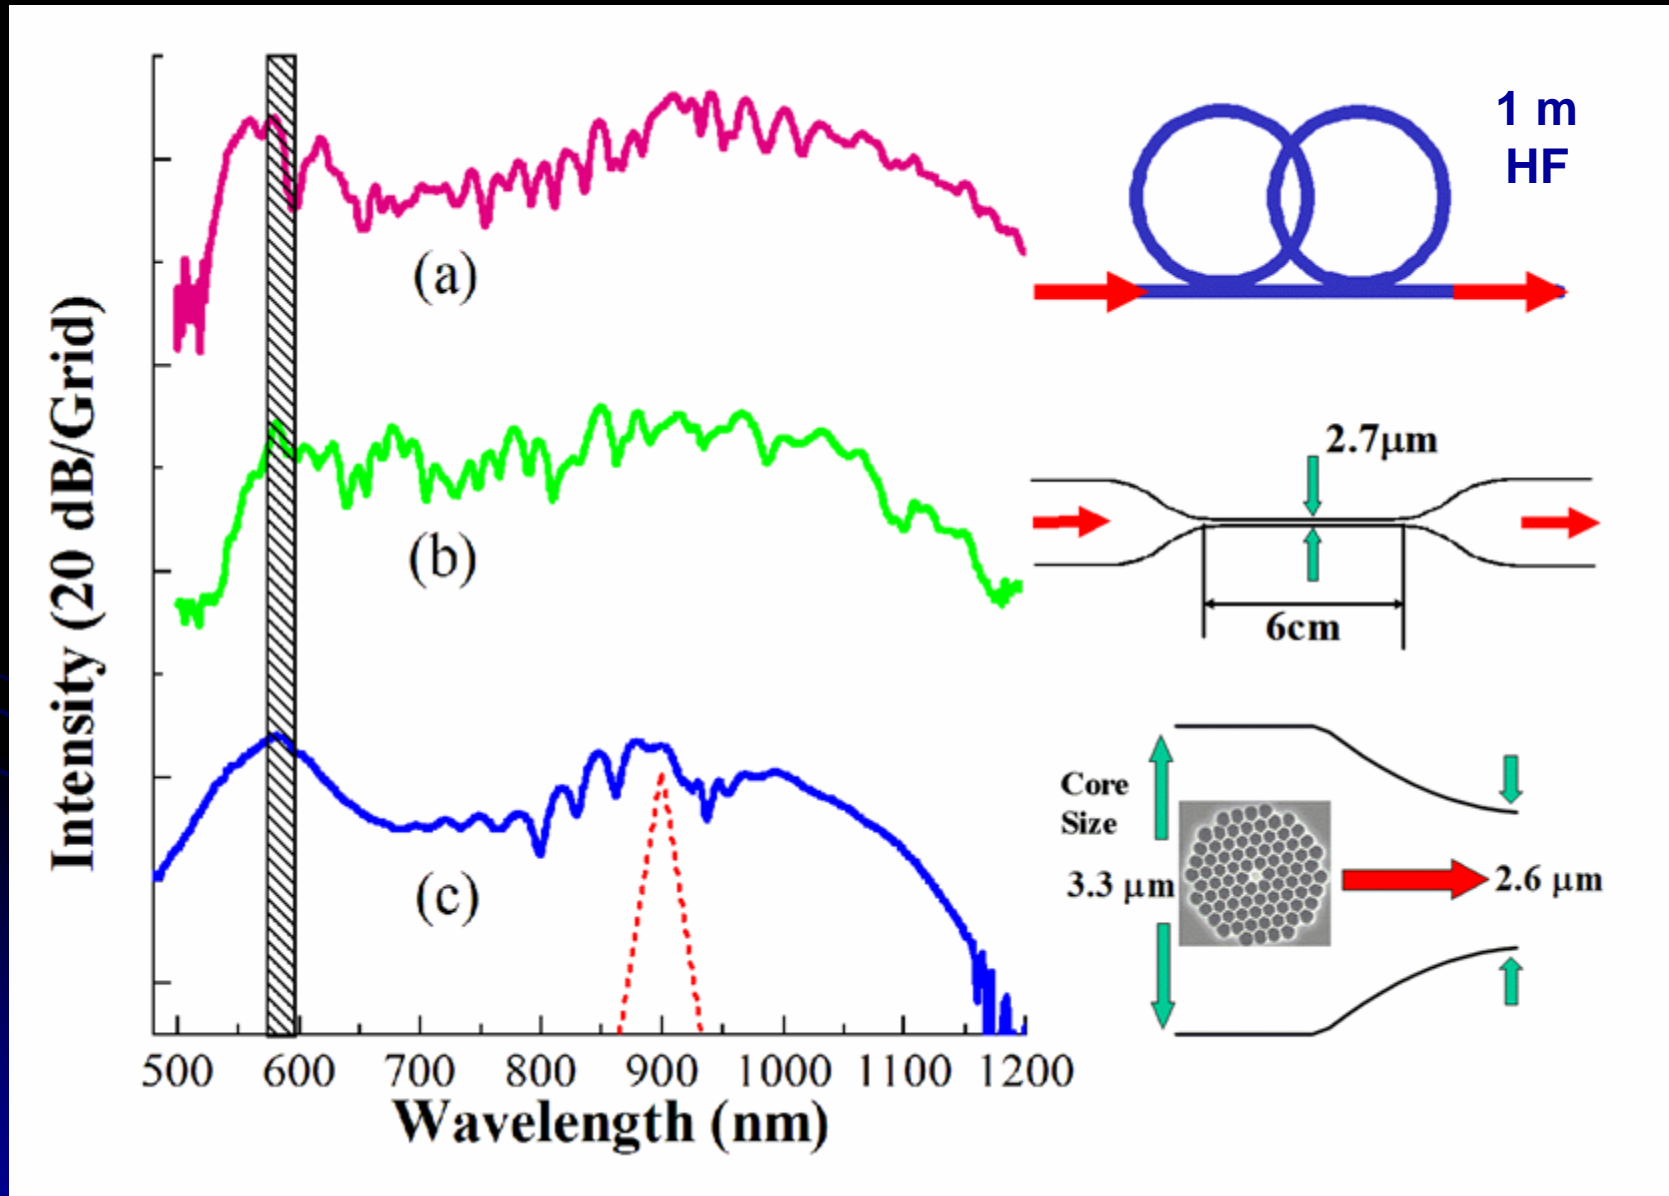 1 m
HF
(a)
2.7μm
(b)
6cm
Intensity (20 dB/Grid)
Core
Size
(c)
3.3 μm
2.6 μm
500 600 700 800 900 1000 1100 1200
Wavelength (nm)